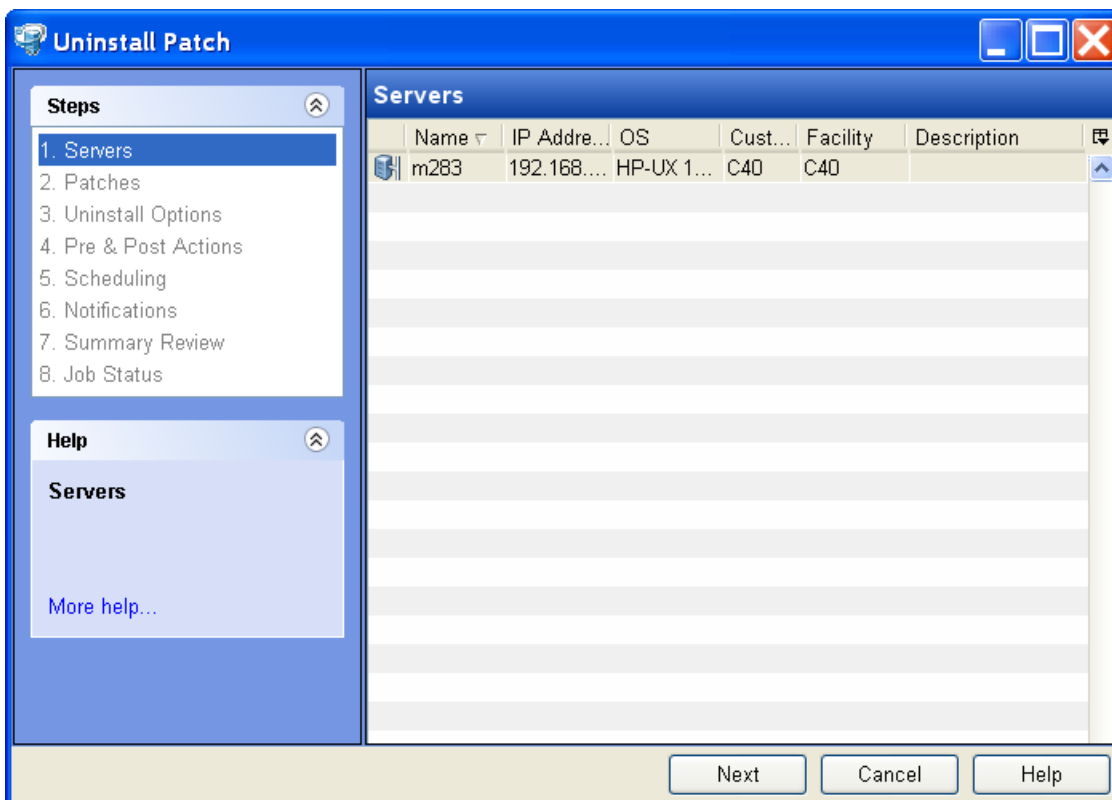 Uninstall Patch
Steps
1. Servers
2. Patches
3. Uninstall Options
4. Pre & Post Actions
5. Scheduling
6. Notifications
7. Summary Review
8. Job Status
Help
Servers
More help...
Servers
Name IP Addre... OS Cust... Facility Description
m283 192.168.... HP-UX 1... C40 C40
Next Cancel Help